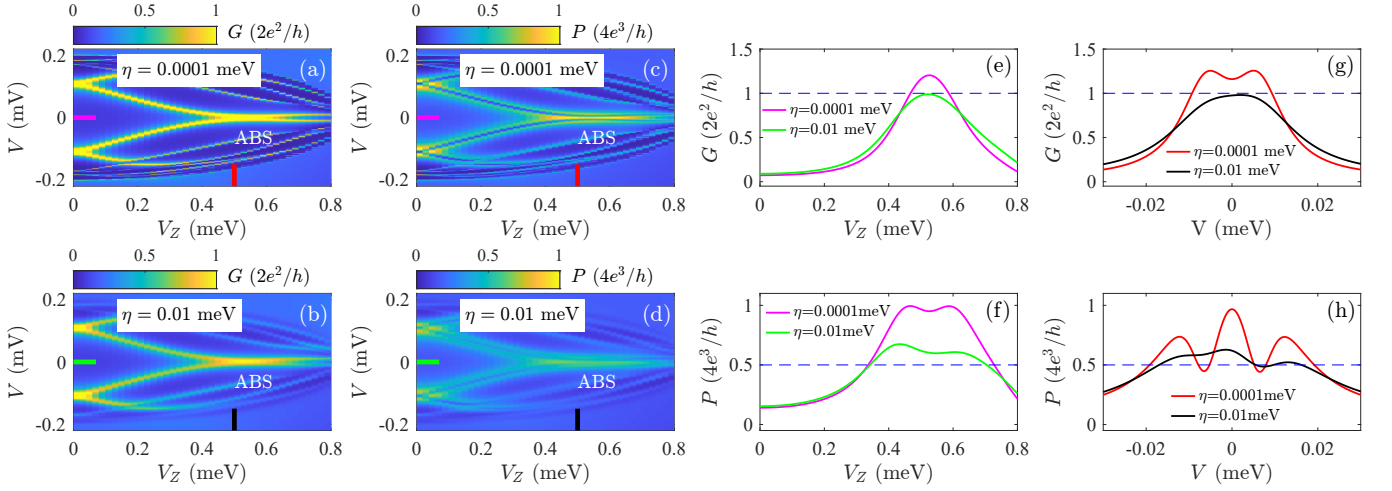 0 0.5 1 G (2e²/h)
0.2
0
-0.2
V (mV)
η = 0.0001 meV
(a)
ABS
0 0.2 0.4 0.6 0.8
V_Z (meV)
0 0.5 1 P (4e³/h)
0.2
0
-0.2
V (mV)
η = 0.0001 meV
(c)
ABS
0 0.2 0.4 0.6 0.8
V_Z (meV)
1.5
1
0.5
0
G (2e²/h)
(e)
η=0.0001 meV
η=0.01 meV
0 0.2 0.4 0.6 0.8
V_Z (meV)
1.5
1
0.5
0
G (2e²/h)
(g)
η=0.0001 meV
η=0.01 meV
-0.02 0 0.02
V (meV)
0 0.5 1 G (2e²/h)
0.2
0
-0.2
V (mV)
η = 0.01 meV
(b)
ABS
0 0.2 0.4 0.6 0.8
V_Z (meV)
0 0.5 1 P (4e³/h)
0.2
0
-0.2
V (mV)
η = 0.01 meV
(d)
ABS
0 0.2 0.4 0.6 0.8
V_Z (meV)
1
0.5
0
P (4e³/h)
(f)
η=0.0001meV
η=0.01meV
0 0.2 0.4 0.6 0.8
V_Z (meV)
1
0.5
0
P (4e³/h)
(h)
η=0.0001meV
η=0.01meV
-0.02 0 0.02
V (meV)